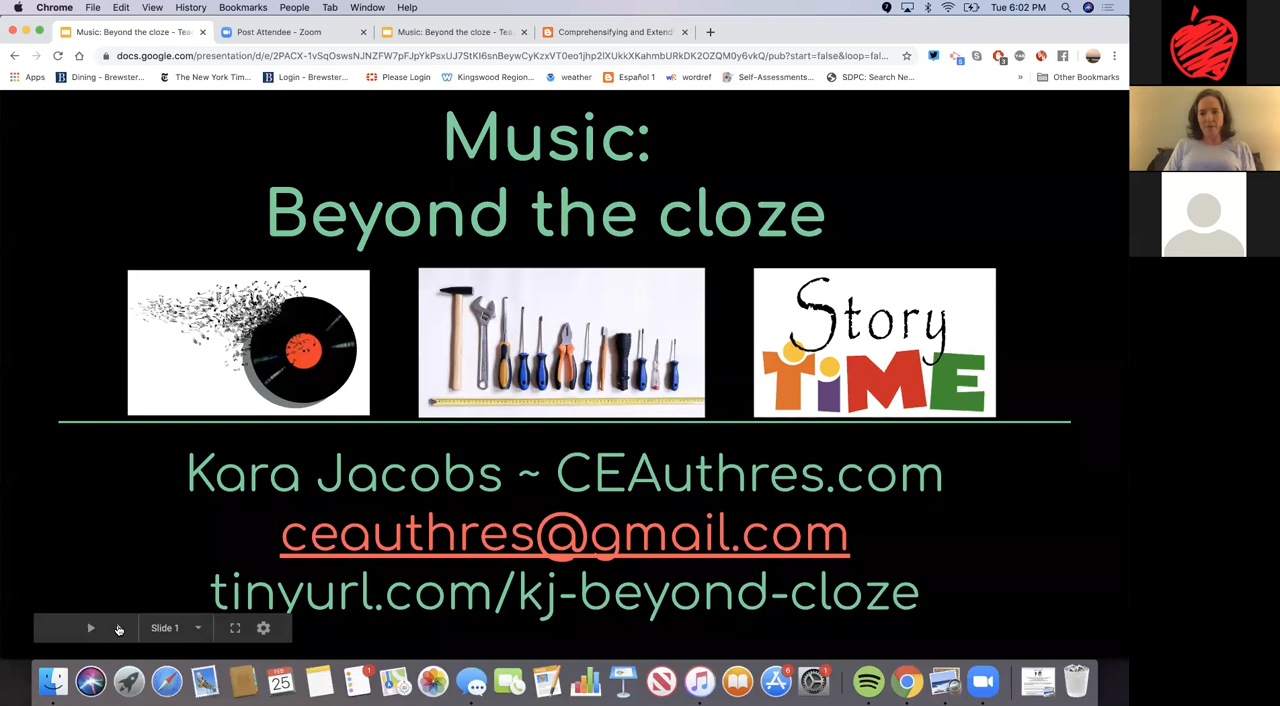 Chrome File Edit View History Bookmarks People Tab Window Help Tue 6:02 PM
Music: Beyond the cloze - Tea Post Attendee - Zoom Music: Beyond the cloze - Tea Comprehensifying and Extend
docs.google.com/presentation/d/e/2PACX-1vSqOswsNJNZFW7pFJpYkPsxUJ7StKI6snBeywCyKzxVT0eo1jhp2IXUkkXKahmbURkDK2OZQM0y6vkQ/pub?start=false&loop=fal...
Apps Dining - Brewster... The New York Tim... Login - Brewster... Please Login Kingswood Region... weather Español 1 wordref Self-Assessments... SDPC: Search Ne... » Other Bookmarks
Music:
Beyond the cloze
Story
TiME
Kara Jacobs ~ CEAuthres.com
ceauthres@gmail.com
tinyurl.com/kj-beyond-cloze
Slide 1
FEB
25